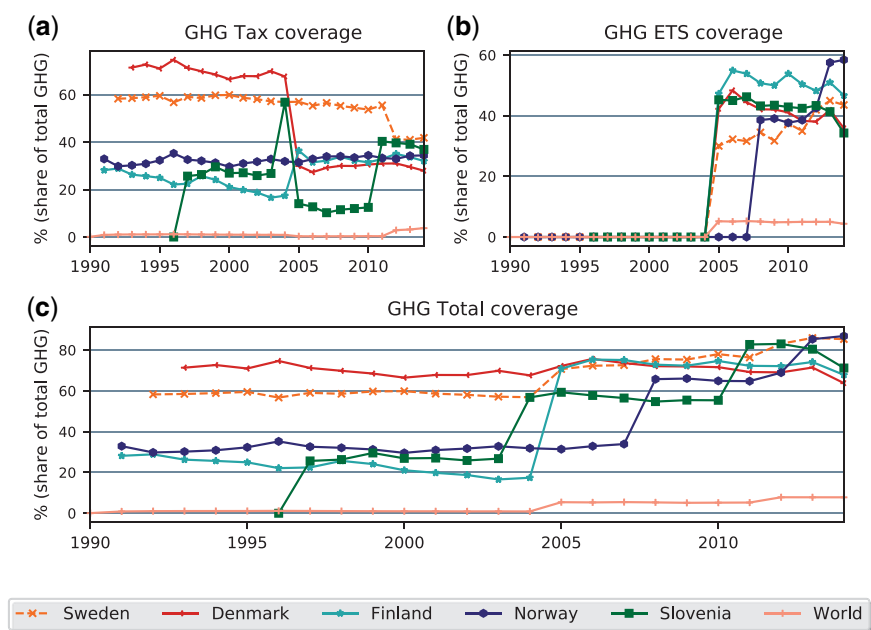 (a) GHG Tax coverage
% (share of total GHG)
60
40
20
0
1990 1995 2000 2005 2010
(b) GHG ETS coverage
% (share of total GHG)
60
40
20
0
1990 1995 2000 2005 2010
(c) GHG Total coverage
% (share of total GHG)
80
60
40
20
0
1990 1995 2000 2005 2010
Sweden Denmark Finland Norway Slovenia World